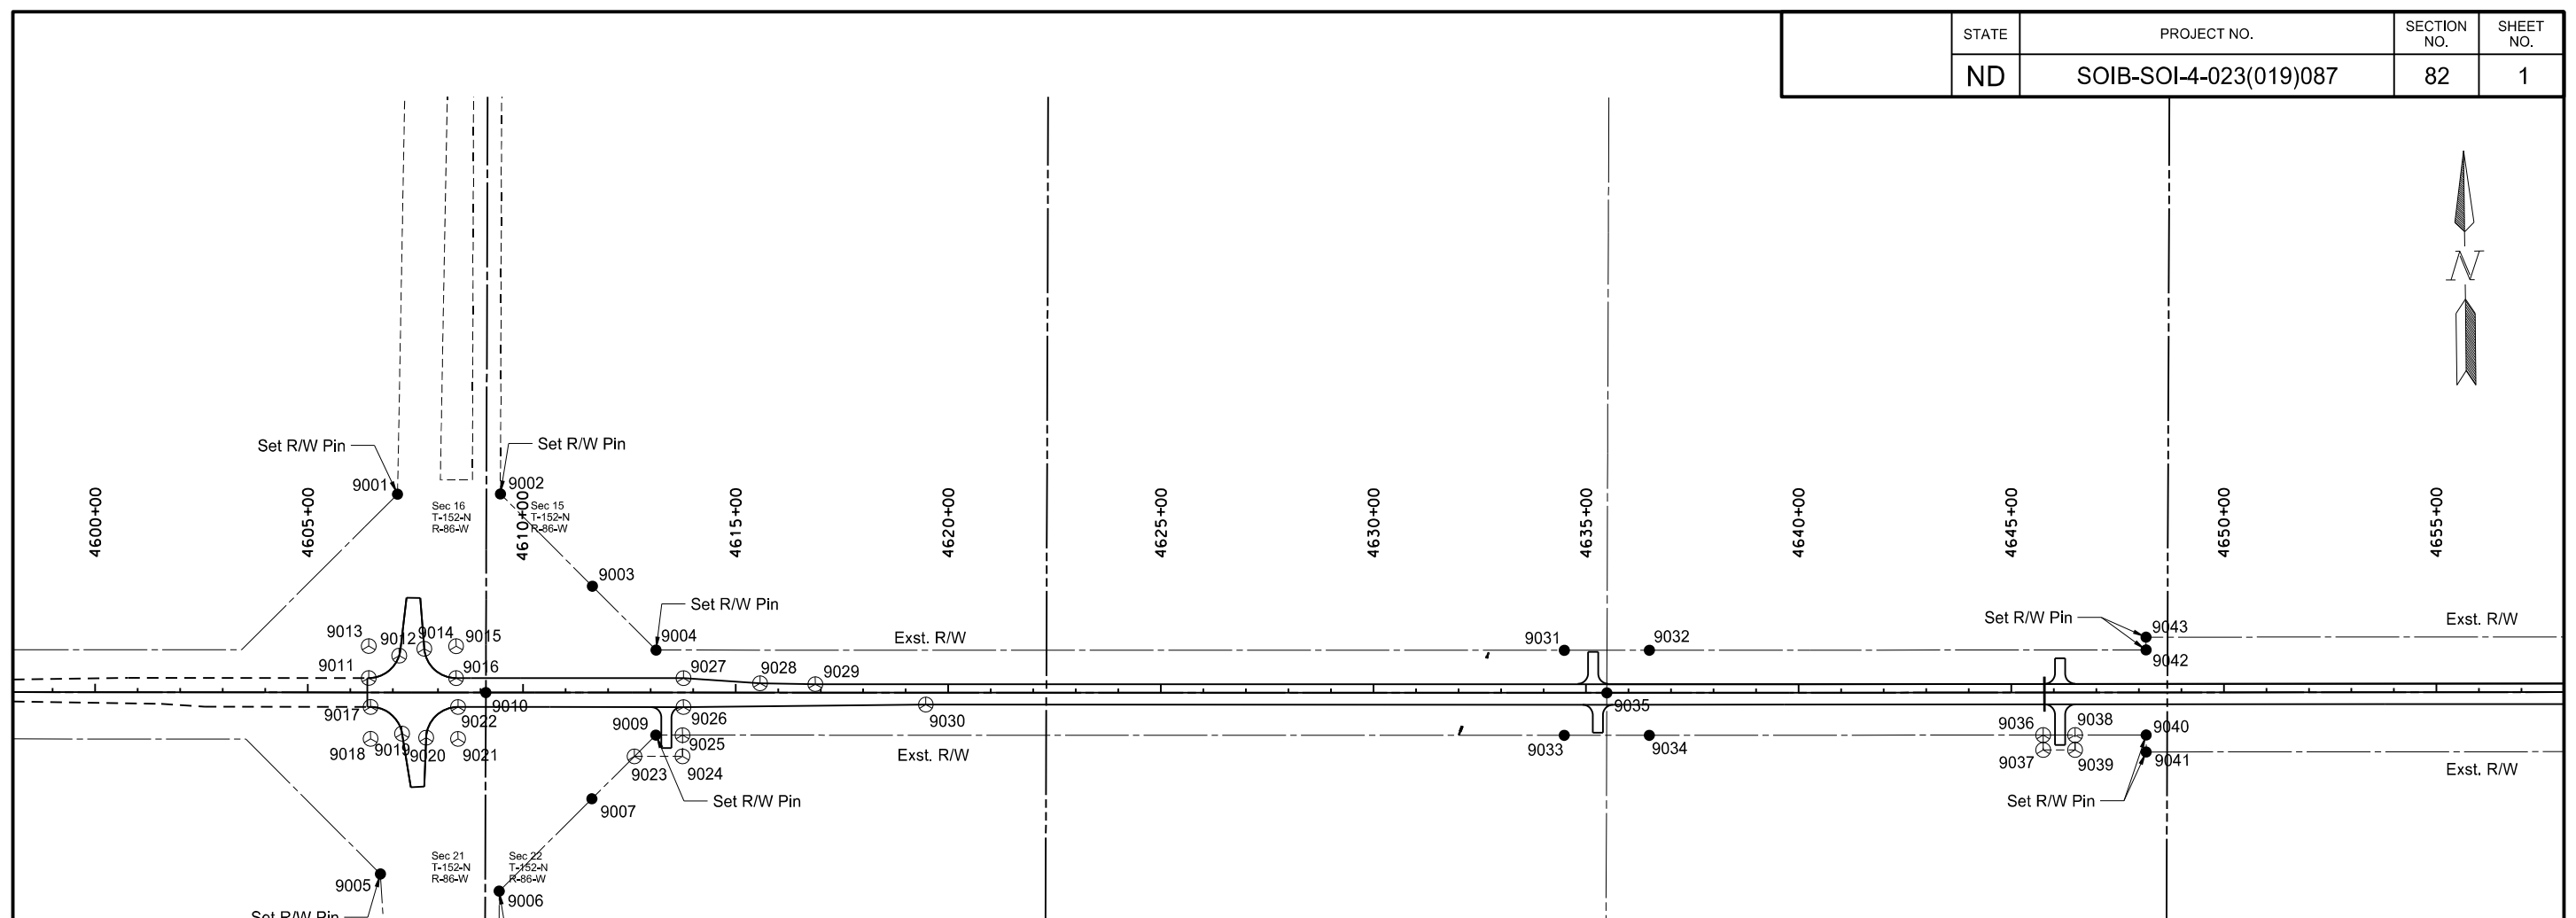 STATE
PROJECT NO.
SECTION
NO.
SHEET
NO.
ND
SOIB-SOI-4-023(019)087
82
1
N
Set R/W Pin
Set R/W Pin
9001
9002
Sec 16
T-152-N
R-86-W
Sec 15
T-152-N
R-86-W
4600+00
4605+00
4610+00
4615+00
4620+00
4625+00
4630+00
4635+00
4640+00
4645+00
4650+00
4655+00
9003
Set R/W Pin
9004
Exst. R/W
9031
9032
Set R/W Pin
9043
9042
Exst. R/W
9013
9012
9014
9015
9011
9016
9027
9028
9029
9017
9022
9010
9009
9026
9030
9035
9018
9019
9020
9021
9025
9023
9024
Exst. R/W
9033
9034
9036
9038
9037
9039
9040
9041
Exst. R/W
9007
Set R/W Pin
Set R/W Pin
Sec 21
T-152-N
R-86-W
Sec 22
T-152-N
R-86-W
9005
9006
Set R/W Pin